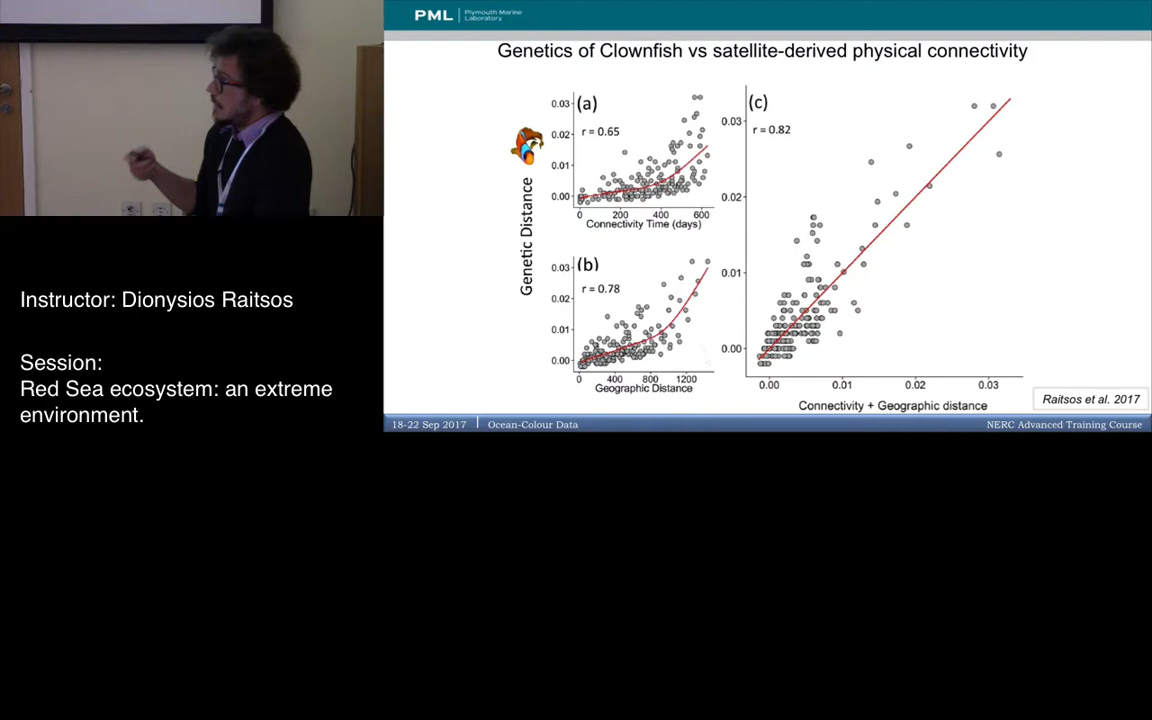 PML Plymouth Marine
Laboratory
Genetics of Clownfish vs satellite-derived physical connectivity
(a)
r = 0.65
0.03
0.02
0.01
0.00
0 200 400 600
Connectivity Time (days)
Genetic Distance
(b)
r = 0.78
0.03
0.02
0.01
0.00
0 400 800 1200
Geographic Distance
(c)
r = 0.82
0.03
0.02
0.01
0.00
0.00 0.01 0.02 0.03
Connectivity + Geographic distance
Raitsos et al. 2017
18-22 Sep 2017 Ocean-Colour Data NERC Advanced Training Course
Instructor: Dionysios Raitsos
Session:
Red Sea ecosystem: an extreme
environment.